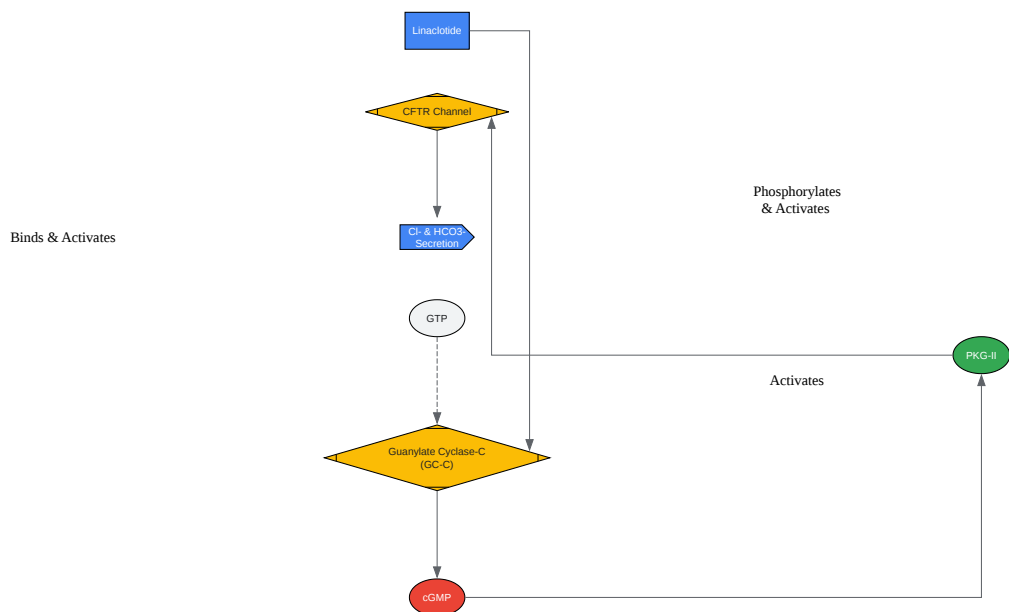 Linaclotide
CFTR Channel
Phosphorylates
& Activates
Binds & Activates
Cl- & HCO3-
Secretion
GTP
PKG-II
Activates
Guanylate Cyclase-C
(GC-C)
cGMP